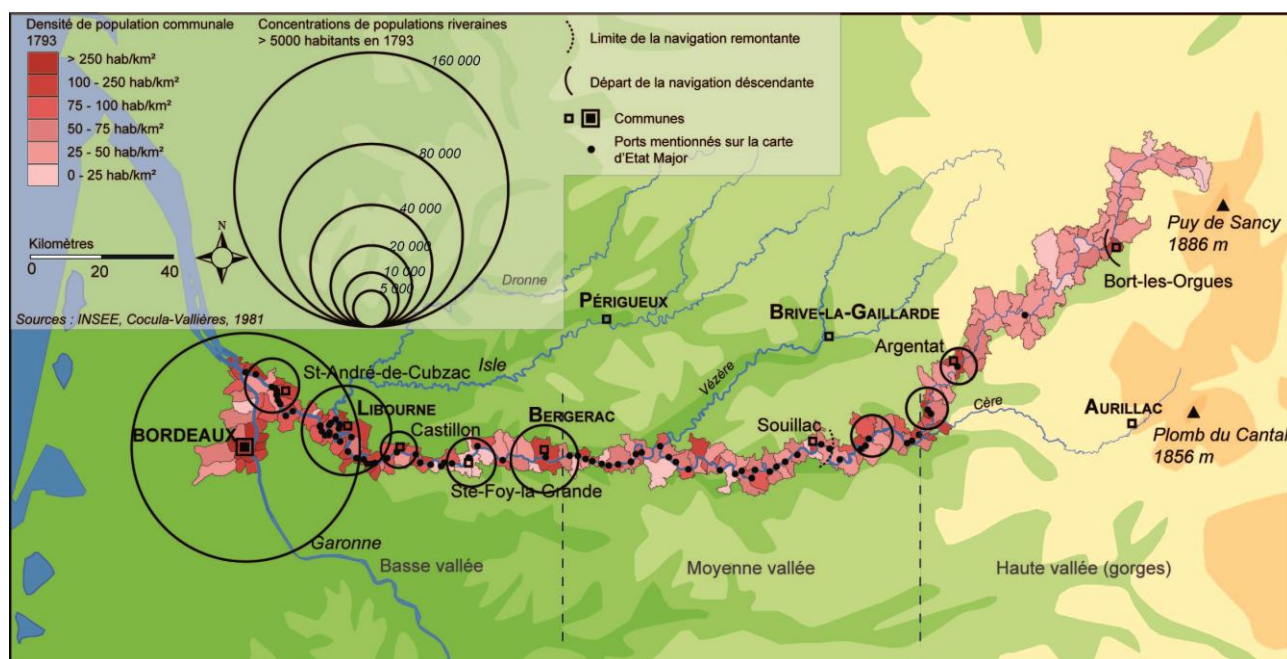 Densité de population communale
1793
> 250 hab/km²
100 - 250 hab/km²
75 - 100 hab/km²
50 - 75 hab/km²
25 - 50 hab/km²
0 - 25 hab/km²
Concentrations de populations riveraines
> 5000 habitants en 1793
160 000
80 000
40 000
20 000
10 000
5 000
Limite de la navigation remontante
Départ de la navigation déscendante
Communes
Ports mentionnés sur la carte
d'Etat Major
N
Kilomètres
0 20 40
Sources : INSEE, Cocula-Vallières, 1981
Dronne
PÉRIGUEUX
Isle
BRIVE-LA-GAILLARDE
Vézère
Puy de Sancy
1886 m
Bort-les-Orgues
Argentat
St-André-de-Cubzac
LIBOURNE
Castillon
BERGERAC
Souillac
Cère
AURILLAC
Plomb du Cantal
1856 m
BORDEAUX
Ste-Foy-la-Grande
Garonne
Basse vallée
Moyenne vallée
Haute vallée (gorges)